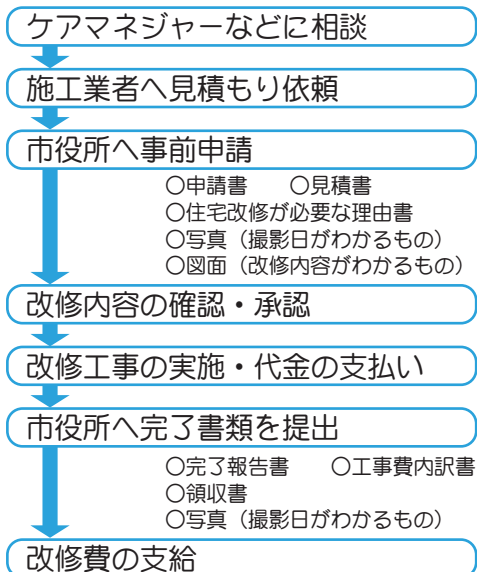 ケアマネジャーなどに相談
施工業者へ見積もり依頼
市役所へ事前申請
○申請書　○見積書
○住宅改修が必要な理由書
○写真（撮影日がわかるもの）
○図面（改修内容がわかるもの）
改修内容の確認・承認
改修工事の実施・代金の支払い
市役所へ完了書類を提出
○完了報告書　○工事費内訳書
○領収書
○写真（撮影日がわかるもの）
改修費の支給